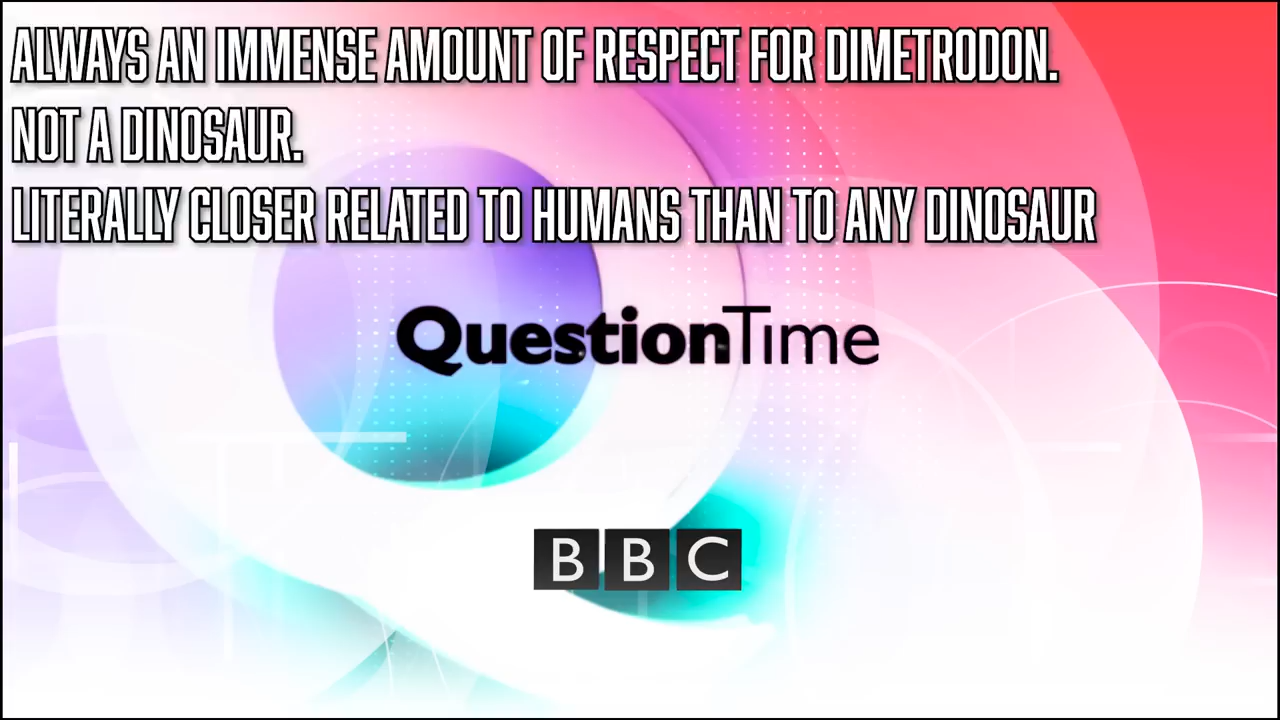 ALWAYS AN IMMENSE AMOUNT OF RESPECT FOR DIMETRODON.
NOT A DINOSAUR.
LITERALLY CLOSER RELATED TO HUMANS THAN TO ANY DINOSAUR
QuestionTime
BBC